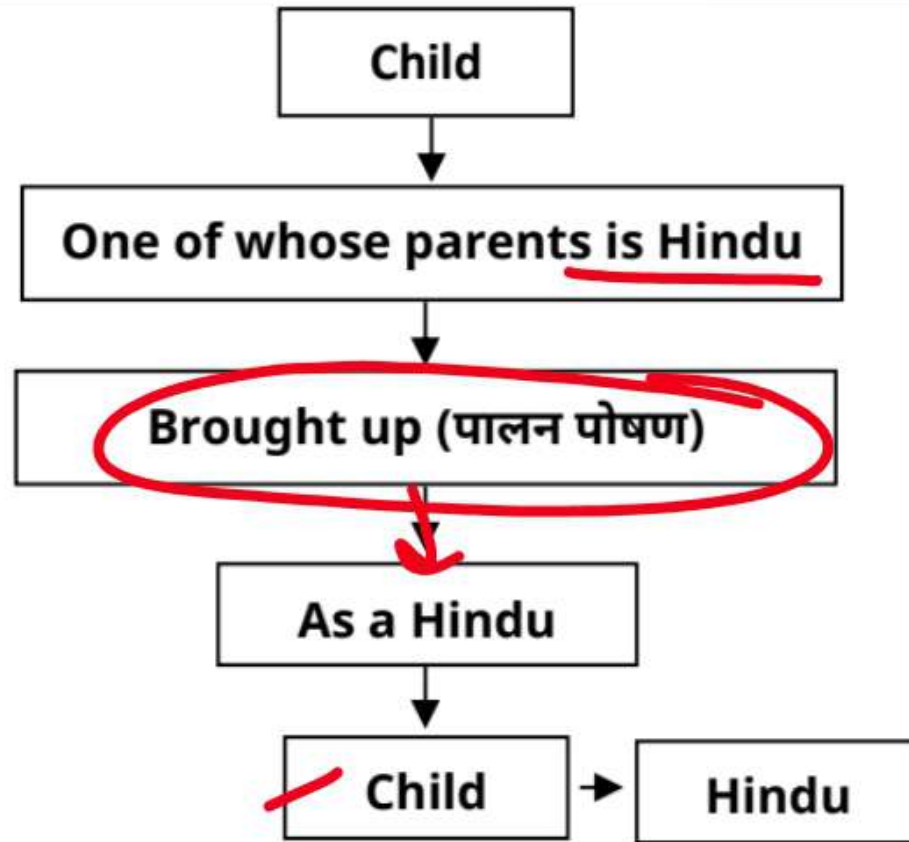 Child
One of whose parents is Hindu
Brought up (पालन पोषण)
As a Hindu
Child
Hindu